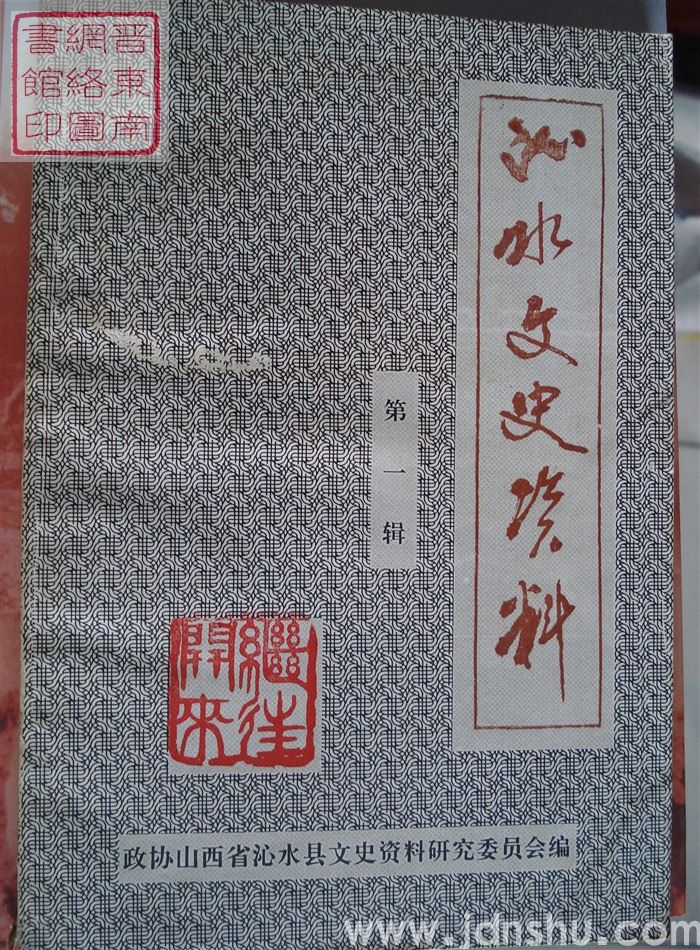 晋東南
網絡圖
書館印
沁水文史资料
第一辑
繼往
開来
政协山西省沁水县文史资料研究委员会编
www.jdnshu.com